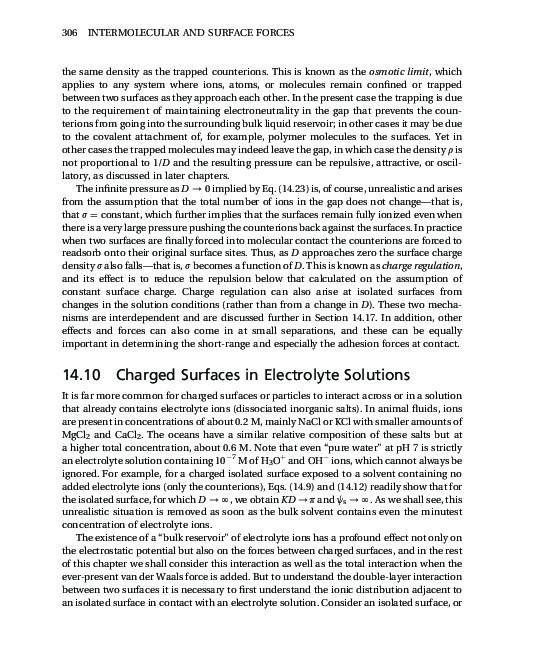 306 INTERMOLECULAR AND SURFACE FORCES
the same density as the trapped counterions. This is known as the osmotic limit, which
applies to any system where ions, atoms, or molecules remain confined or trapped
between two surfaces as they approach each other. In the present case the trapping is due
to the requirement of maintaining electroneutrality in the gap that prevents the coun-
terions from going into the surrounding bulk liquid reservoir; in other cases it may be due
to the covalent attachment of, for example, polymer molecules to the surfaces. Yet in
other cases the trapped molecules may indeed leave the gap, in which case the density ρ is
not proportional to 1/D and the resulting pressure can be repulsive, attractive, or oscil-
latory, as discussed in later chapters.
The infinite pressure as D → 0 implied by Eq. (14.23) is, of course, unrealistic and arises
from the assumption that the total number of ions in the gap does not change—that is,
that σ = constant, which further implies that the surfaces remain fully ionized even when
there is a very large pressure pushing the counterions back against the surfaces. In practice
when two surfaces are finally forced into molecular contact the counterions are forced to
readsorb onto their original surface sites. Thus, as D approaches zero the surface charge
density σ also falls—that is, σ becomes a function of D. This is known as charge regulation,
and its effect is to reduce the repulsion below that calculated on the assumption of
constant surface charge. Charge regulation can also arise at isolated surfaces from
changes in the solution conditions (rather than from a change in D). These two mecha-
nisms are interdependent and are discussed further in Section 14.17. In addition, other
effects and forces can also come in at small separations, and these can be equally
important in determining the short-range and especially the adhesion forces at contact.
14.10 Charged Surfaces in Electrolyte Solutions
It is far more common for charged surfaces or particles to interact across or in a solution
that already contains electrolyte ions (dissociated inorganic salts). In animal fluids, ions
are present in concentrations of about 0.2 M, mainly NaCl or KCl with smaller amounts of
MgCl₂ and CaCl₂. The oceans have a similar relative composition of these salts but at
a higher total concentration, about 0.6 M. Note that even “pure water” at pH 7 is strictly
an electrolyte solution containing 10⁻⁷ M of H₃O⁺ and OH⁻ ions, which cannot always be
ignored. For example, for a charged isolated surface exposed to a solvent containing no
added electrolyte ions (only the counterions), Eqs. (14.9) and (14.12) readily show that for
the isolated surface, for which D → ∞, we obtain KD → π and ψₛ → ∞. As we shall see, this
unrealistic situation is removed as soon as the bulk solvent contains even the minutest
concentration of electrolyte ions.
The existence of a “bulk reservoir” of electrolyte ions has a profound effect not only on
the electrostatic potential but also on the forces between charged surfaces, and in the rest
of this chapter we shall consider this interaction as well as the total interaction when the
ever-present van der Waals force is added. But to understand the double-layer interaction
between two surfaces it is necessary to first understand the ionic distribution adjacent to
an isolated surface in contact with an electrolyte solution. Consider an isolated surface, or